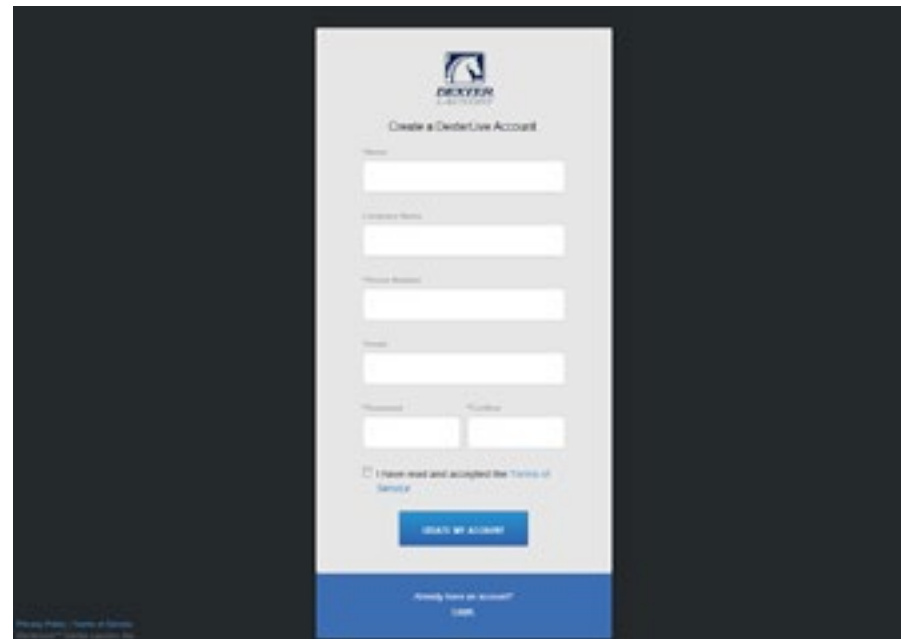 DEXTER
LAUNDRY
Create a DexterLive Account
*Name
Company Name
*Phone Number
*Email
*Password
*Confirm
I have read and accepted the Terms of
Service
CREATE MY ACCOUNT
Already have an account?
Login
Privacy Policy Terms of Service